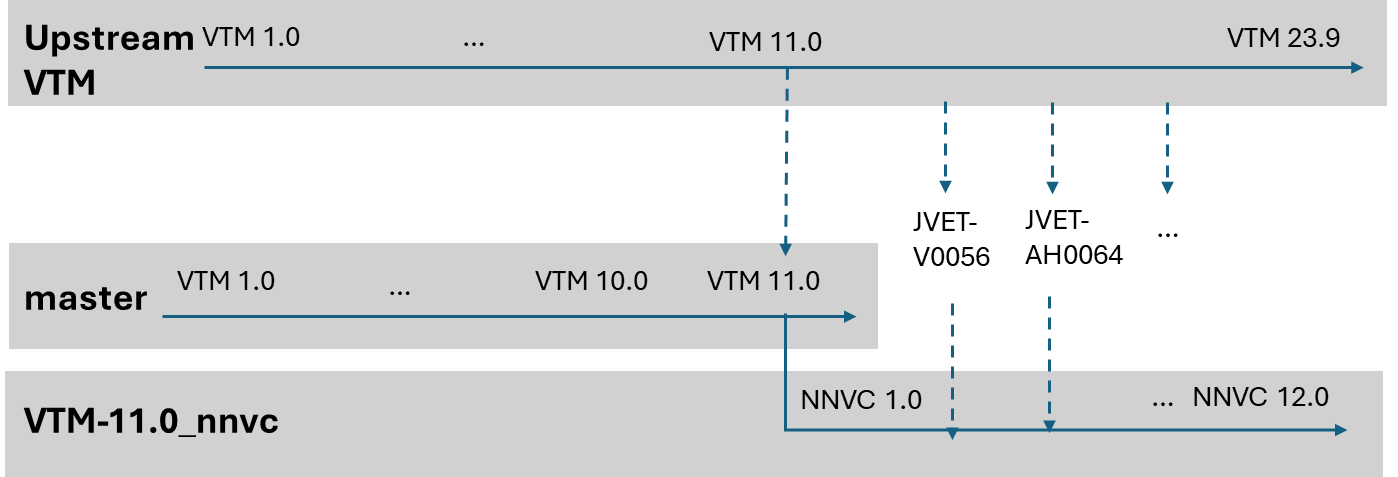 Upstream VTM 1.0 ... VTM 11.0 VTM 23.9
VTM
JVET- JVET- ...
V0056 AH0064
master VTM 1.0 ... VTM 10.0 VTM 11.0
VTM-11.0_nnvc NNVC 1.0 ... NNVC 12.0